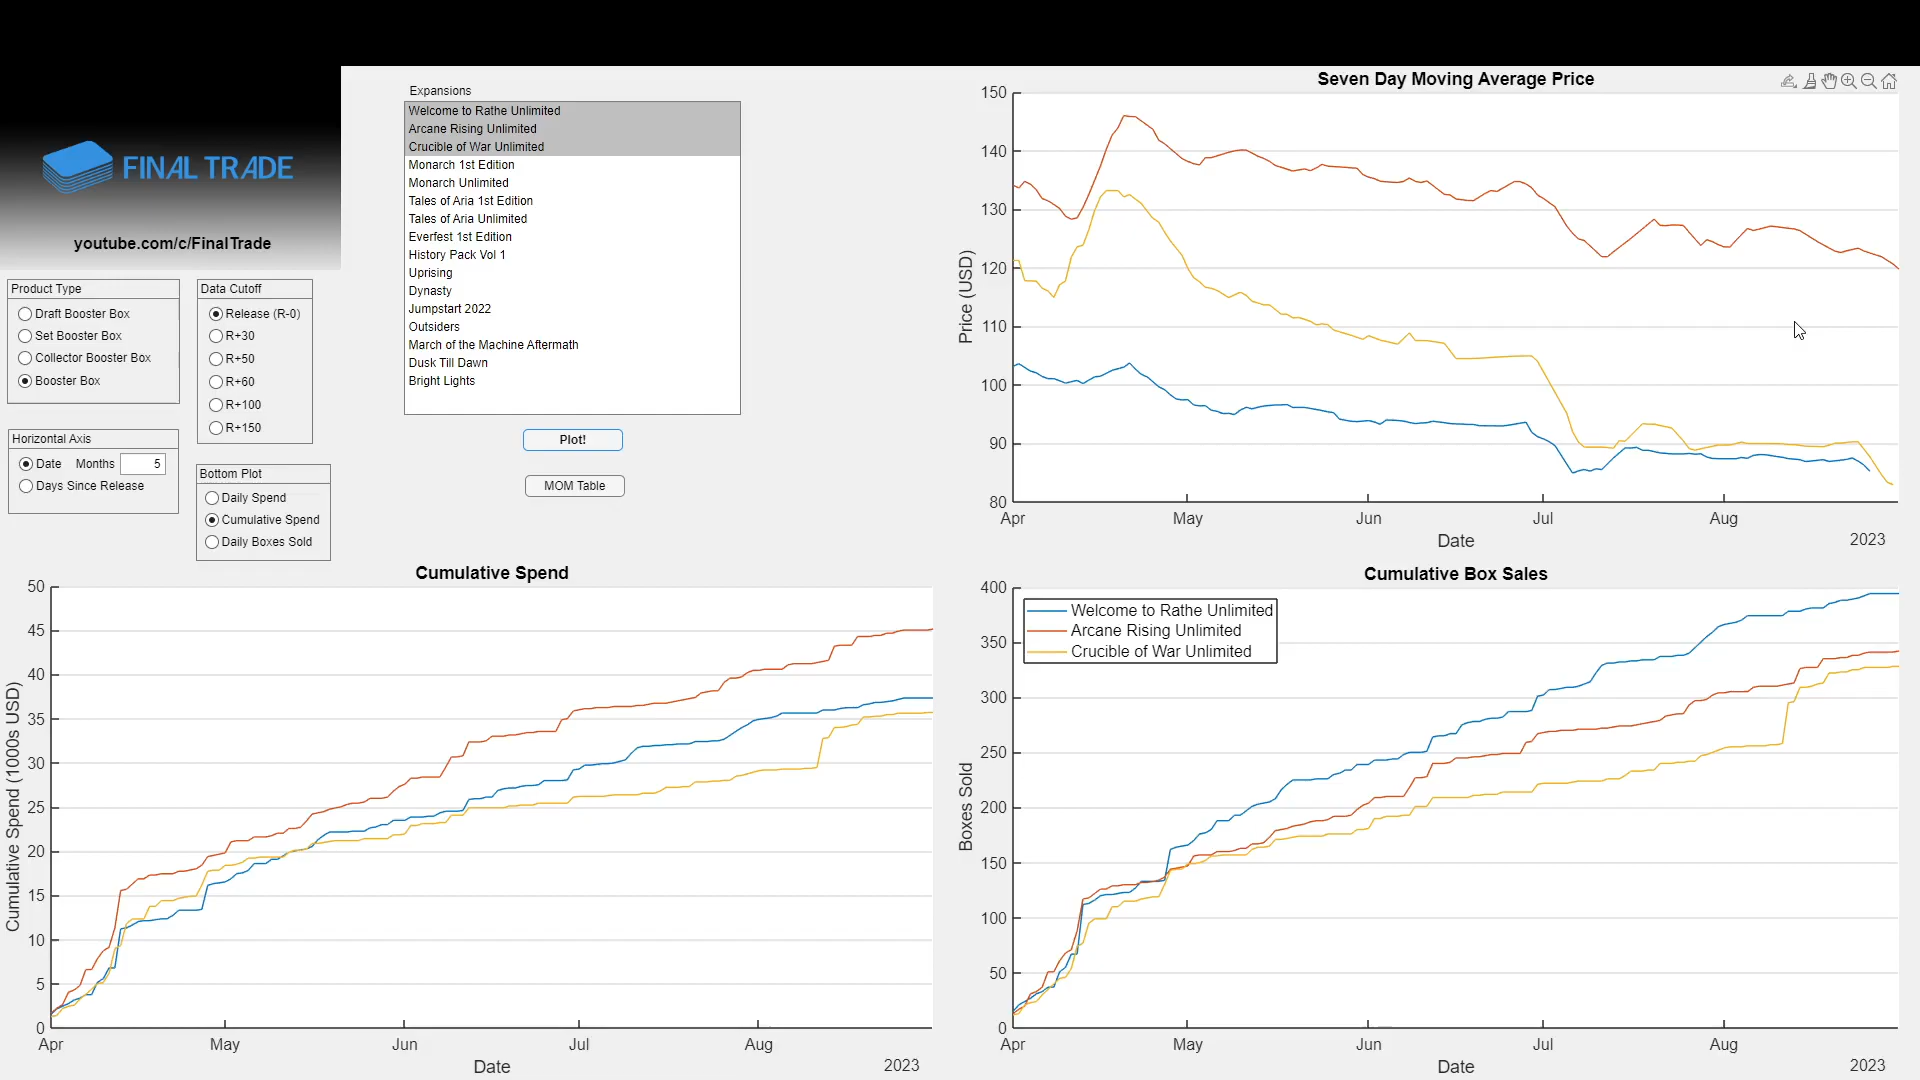 FINAL TRADE
youtube.com/c/FinalTrade
Product Type
Draft Booster Box
Set Booster Box
Collector Booster Box
Booster Box
Data Cutoff
Release (R-0)
R+30
R+50
R+60
R+100
R+150
Horizontal Axis
Date Months 5
Days Since Release
Bottom Plot
Daily Spend
Cumulative Spend
Daily Boxes Sold
Expansions
Welcome to Rathe Unlimited
Arcane Rising Unlimited
Crucible of War Unlimited
Monarch 1st Edition
Monarch Unlimited
Tales of Aria 1st Edition
Tales of Aria Unlimited
Everfest 1st Edition
History Pack Vol 1
Uprising
Dynasty
Jumpstart 2022
Outsiders
March of the Machine Aftermath
Dusk Till Dawn
Bright Lights
Plot!
MOM Table
Seven Day Moving Average Price
150
140
130
120
110
100
90
80
Price (USD)
Apr May Jun Jul Aug
Date
2023
Cumulative Spend
50
45
40
35
30
25
20
15
10
5
0
Cumulative Spend (1000s USD)
Apr May Jun Jul Aug
Date
2023
Cumulative Box Sales
400
350
300
250
200
150
100
50
0
Boxes Sold
Welcome to Rathe Unlimited
Arcane Rising Unlimited
Crucible of War Unlimited
Apr May Jun Jul Aug
Date
2023